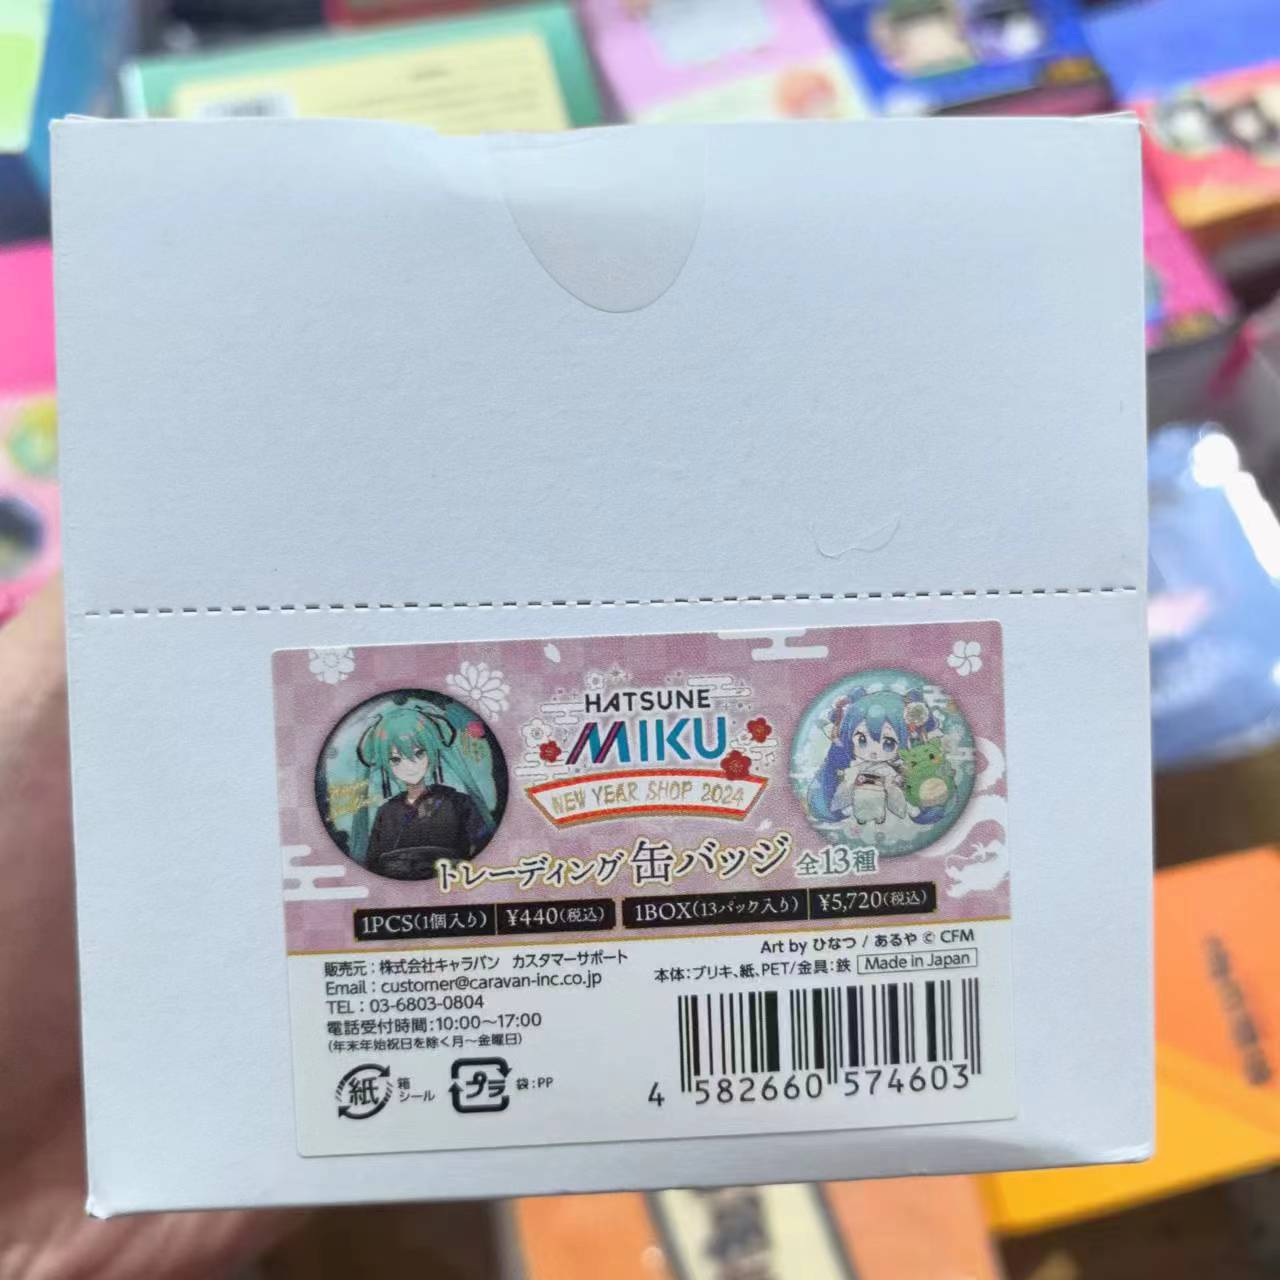 HATSUNE
MIKU
NEW YEAR SHOP 2024
トレーディング缶バッジ 全13種
1PCS(1個入り) ¥440(税込) 1BOX(13パック入り) ¥5,720(税込)
Art by ひなつ / あるや © CFM
本体:ブリキ、紙、PET/金具:鉄 Made in Japan
販売元:株式会社キャラバン カスタマーサポート
Email:customer@caravan-inc.co.jp
TEL:03-6803-0804
電話受付時間:10:00〜17:00
(年末年始祝日を除く月〜金曜日)
紙 箱 シール プラ 袋:PP
4 582660 574603